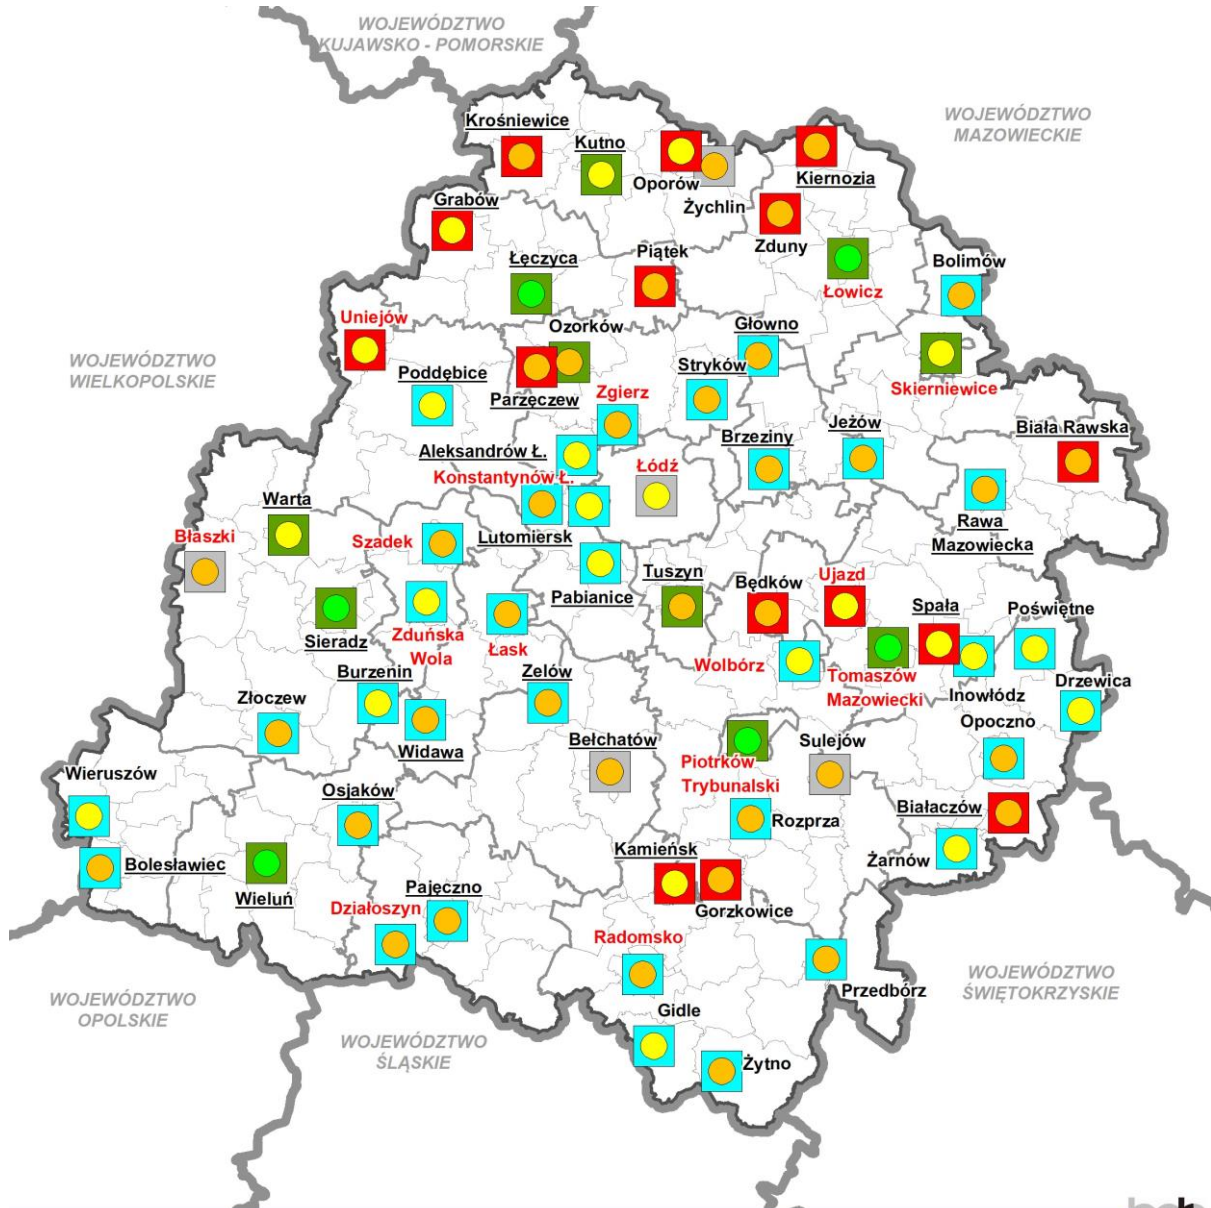 WOJEWÓDZTWO
KUJAWSKO - POMORSKIE
WOJEWÓDZTWO
MAZOWIECKIE
Krośniewice
Kutno
Oporów
Żychlin
Kiernozia
Grabów
Zduny
Łęczyca
Piątek
Łowicz
Bolimów
Uniejów
Ozorków
Głowno
WOJEWÓDZTWO
WIELKOPOLSKIE
Poddębice
Parzęczew
Stryków
Skierniewice
Zgierz
Aleksandrów Ł.
Brzeziny
Jeżów
Biała Rawska
Konstantynów Ł.
Łódź
Warta
Błaszki
Szadek
Lutomiersk
Rawa
Mazowiecka
Pabianice
Tuszyn
Będków
Ujazd
Spała
Poświętne
Sieradz
Zduńska
Wola
Łask
Wolbórz
Tomaszów
Mazowiecki
Inowłódz
Drzewica
Burzenin
Zelów
Złoczew
Widawa
Bełchatów
Sulejów
Opoczno
Piotrków
Trybunalski
Wieruszów
Osjaków
Rozprza
Białaczów
Bolesławiec
Kamieńsk
Żarnów
Wieluń
Pajęczno
Gorzkowice
Działoszyn
Radomsko
Przedbórz
WOJEWÓDZTWO
ŚWIĘTOKRZYSKIE
WOJEWÓDZTWO
OPOLSKIE
Gidle
WOJEWÓDZTWO
ŚLĄSKIE
Żytno